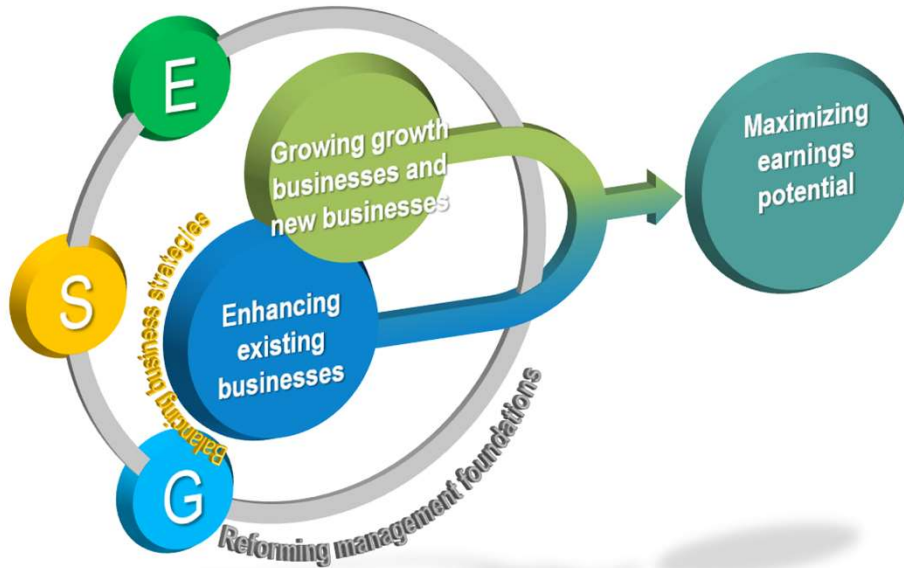 E
Growing growth
businesses and
new businesses
Maximizing
earnings
potential
S
Balancing business strategies
Enhancing
existing
businesses
G
Reforming management foundations